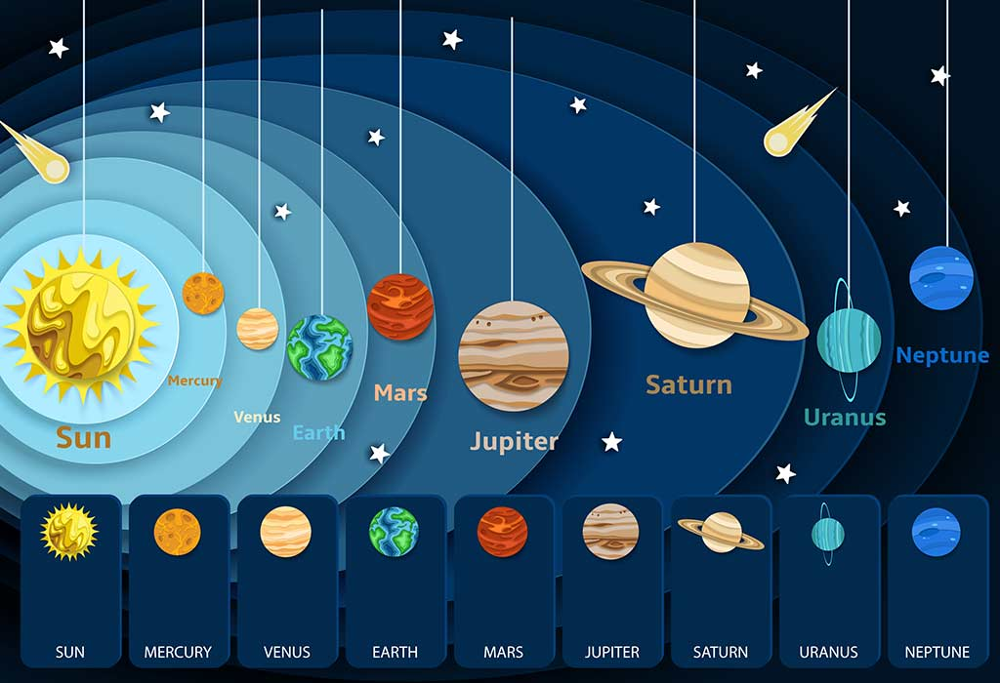 Sun
Mercury
Venus
Earth
Mars
Jupiter
Saturn
Uranus
Neptune
SUN
MERCURY
VENUS
EARTH
MARS
JUPITER
SATURN
URANUS
NEPTUNE